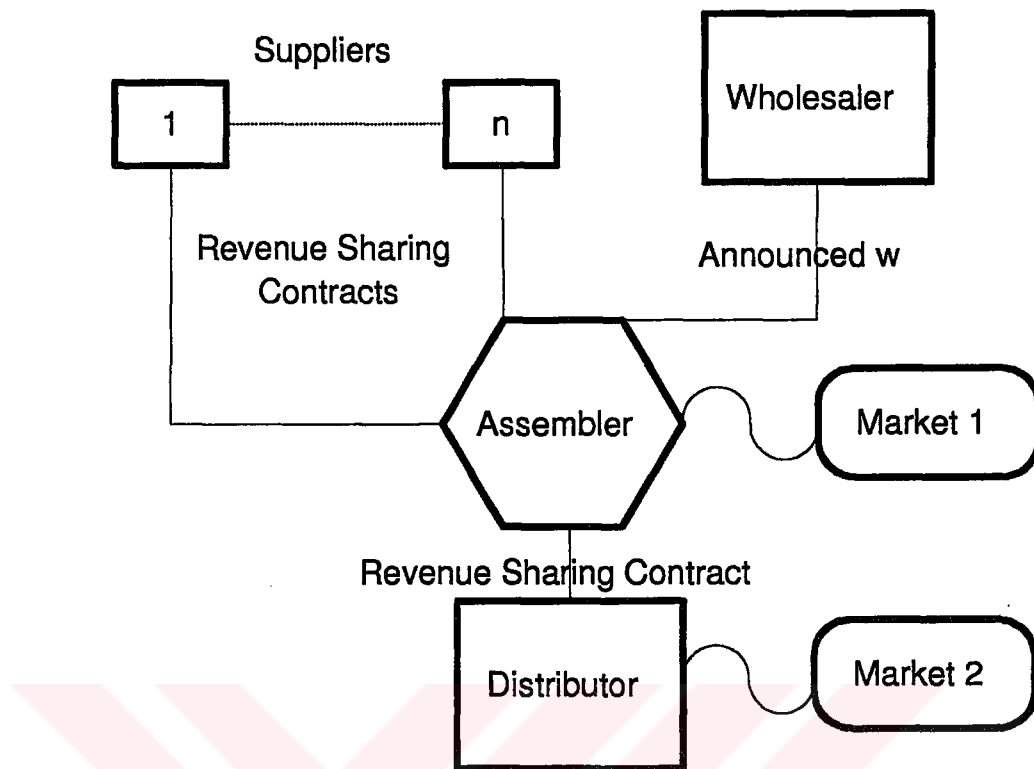 Suppliers
1
n
Wholesaler
Revenue Sharing
Contracts
Announced w
Assembler
Market 1
Revenue Sharing Contract
Distributor
Market 2